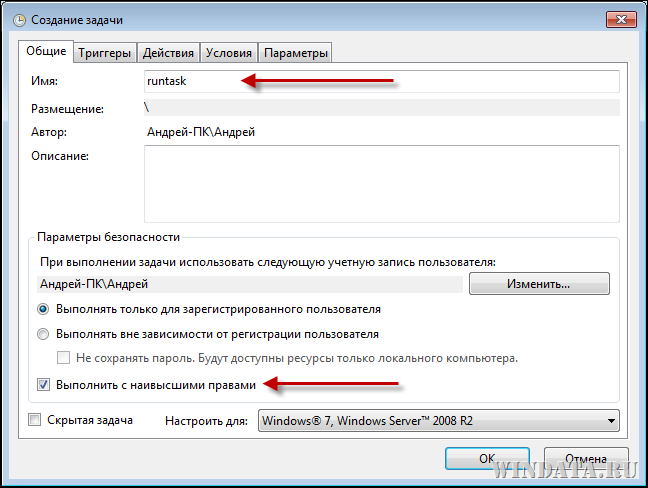 Создание задачи
Общие Триггеры Действия Условия Параметры
Имя: runtask
Размещение: \
Автор: Андрей-ПК\Андрей
Описание:
Параметры безопасности
При выполнении задачи использовать следующую учетную запись пользователя:
Андрей-ПК\Андрей Изменить...
Выполнять только для зарегистрированного пользователя
Выполнять вне зависимости от регистрации пользователя
Не сохранять пароль. Будут доступны ресурсы только локального компьютера.
Выполнить с наивысшими правами
Скрытая задача Настроить для: Windows® 7, Windows Server™ 2008 R2
ОК Отмена
WINDATA.RU